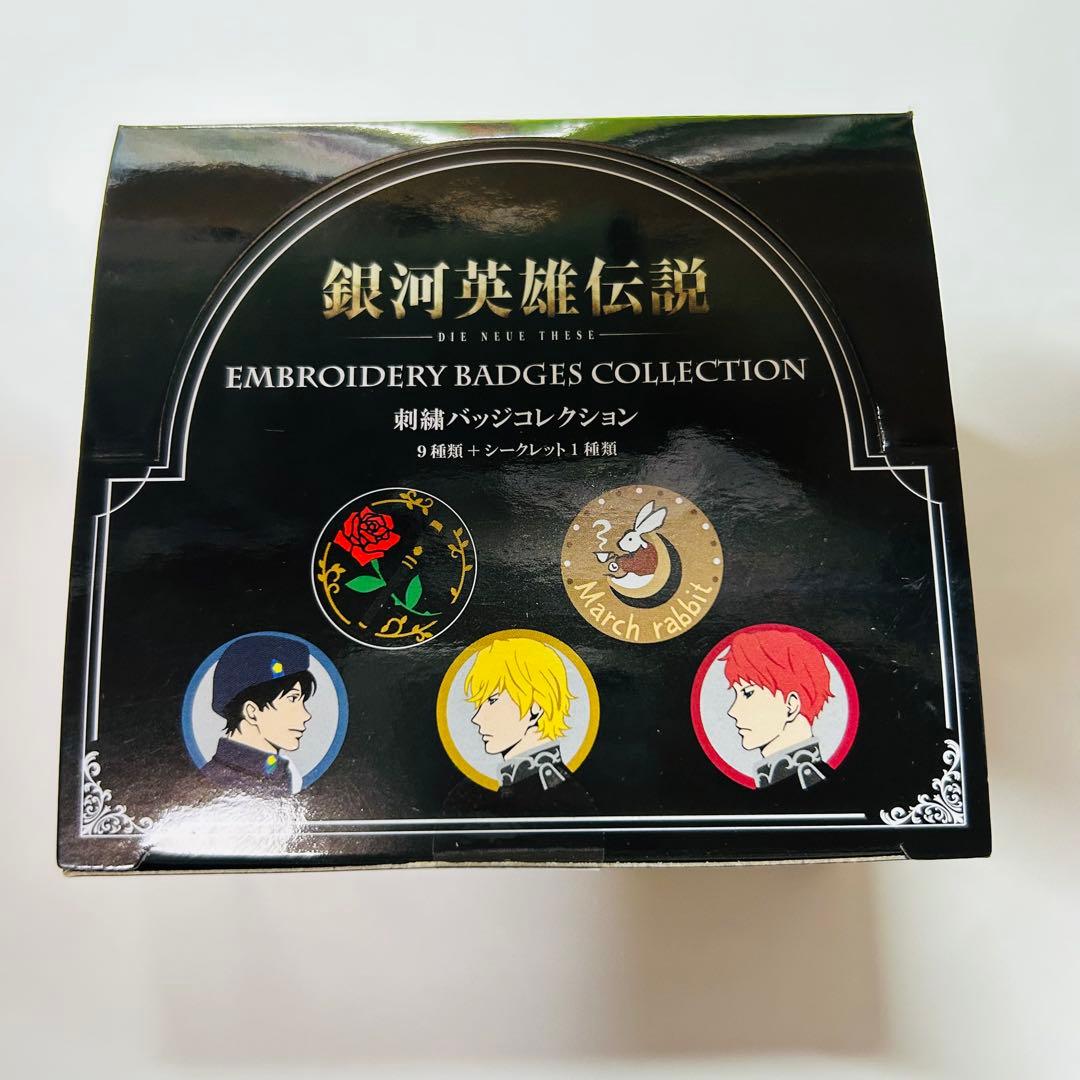 銀河英雄伝説
DIE NEUE THESE
EMBROIDERY BADGES COLLECTION
刺繍バッジコレクション
9種類+シークレット1種類
March rabbit